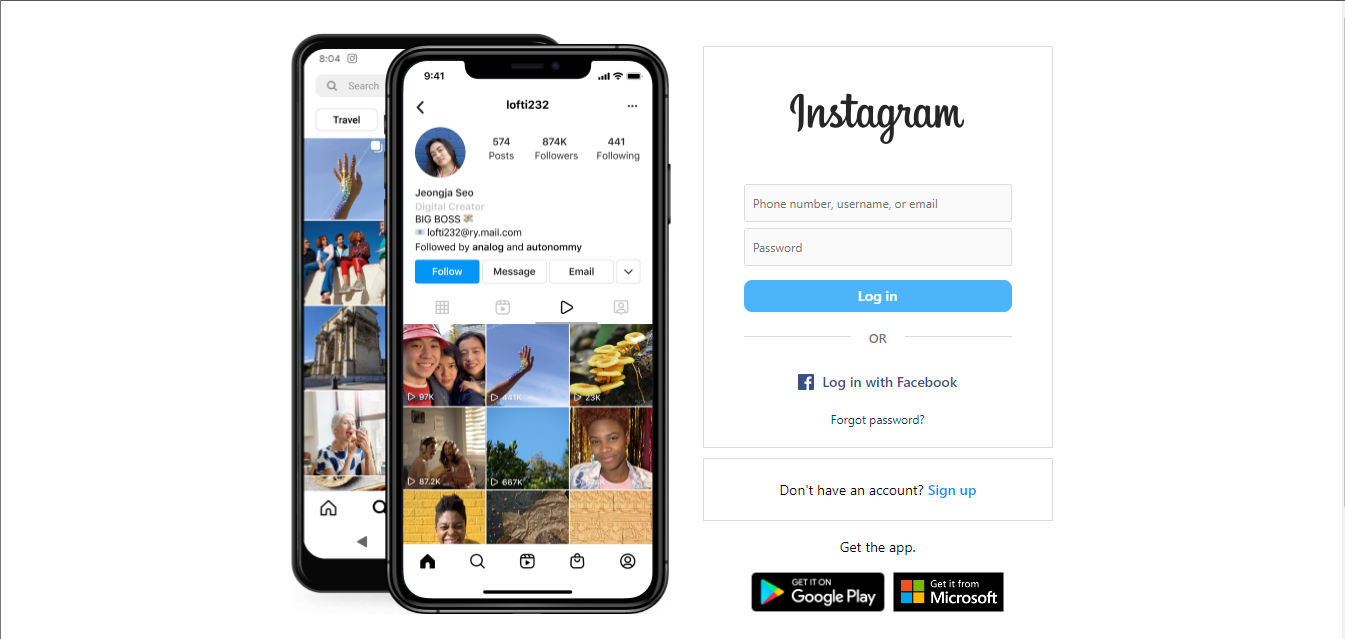 8:04
Search
Travel
9:41
lofti232
574 874K 441
Posts Followers Following
Jeongja Seo
Digital Creator
BIG BOSS
lofti232@ry.mail.com
Followed by analog and autonommy
Follow Message Email
97K 441K 23K
87.2K 667K
Instagram
Phone number, username, or email
Password
Log in
OR
Log in with Facebook
Forgot password?
Don't have an account? Sign up
Get the app.
GET IT ON
Google Play
Get it from
Microsoft